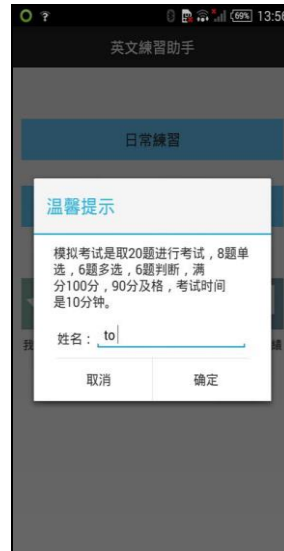 69% 13:56
英文練習助手
日常練習
温馨提示
模拟考试是取20题进行考试，8题单
选，6题多选，6题判断，满
分100分，90分及格，考试时间
是10分钟。
姓名： to
取消 确定
我
绩